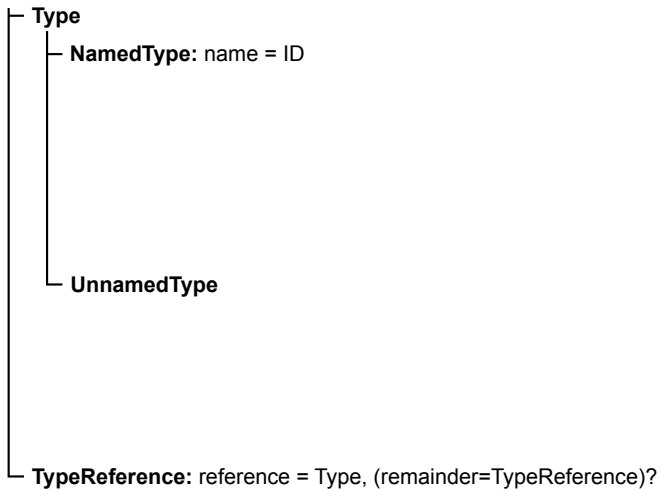 Type
NamedType: name = ID
UnnamedType
TypeReference: reference = Type, (remainder=TypeReference)?